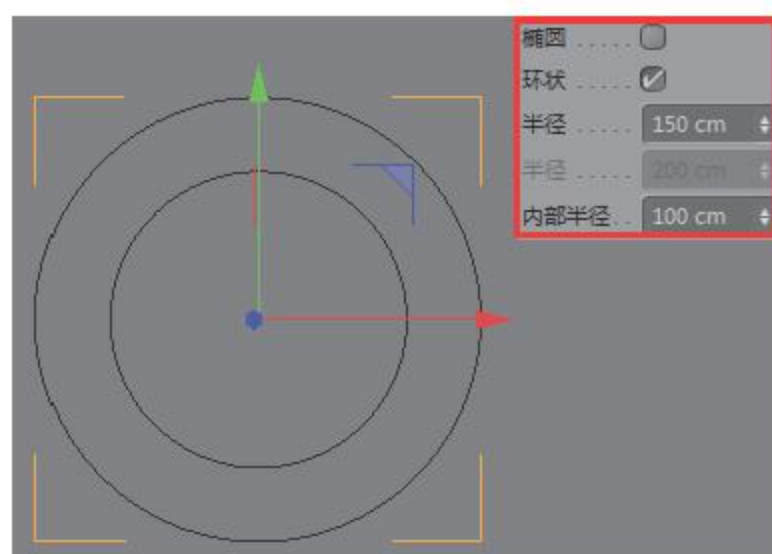 椭圆 .....
环状 .....
半径 ..... 150 cm
半径 ..... 200 cm
内部半径 .. 100 cm